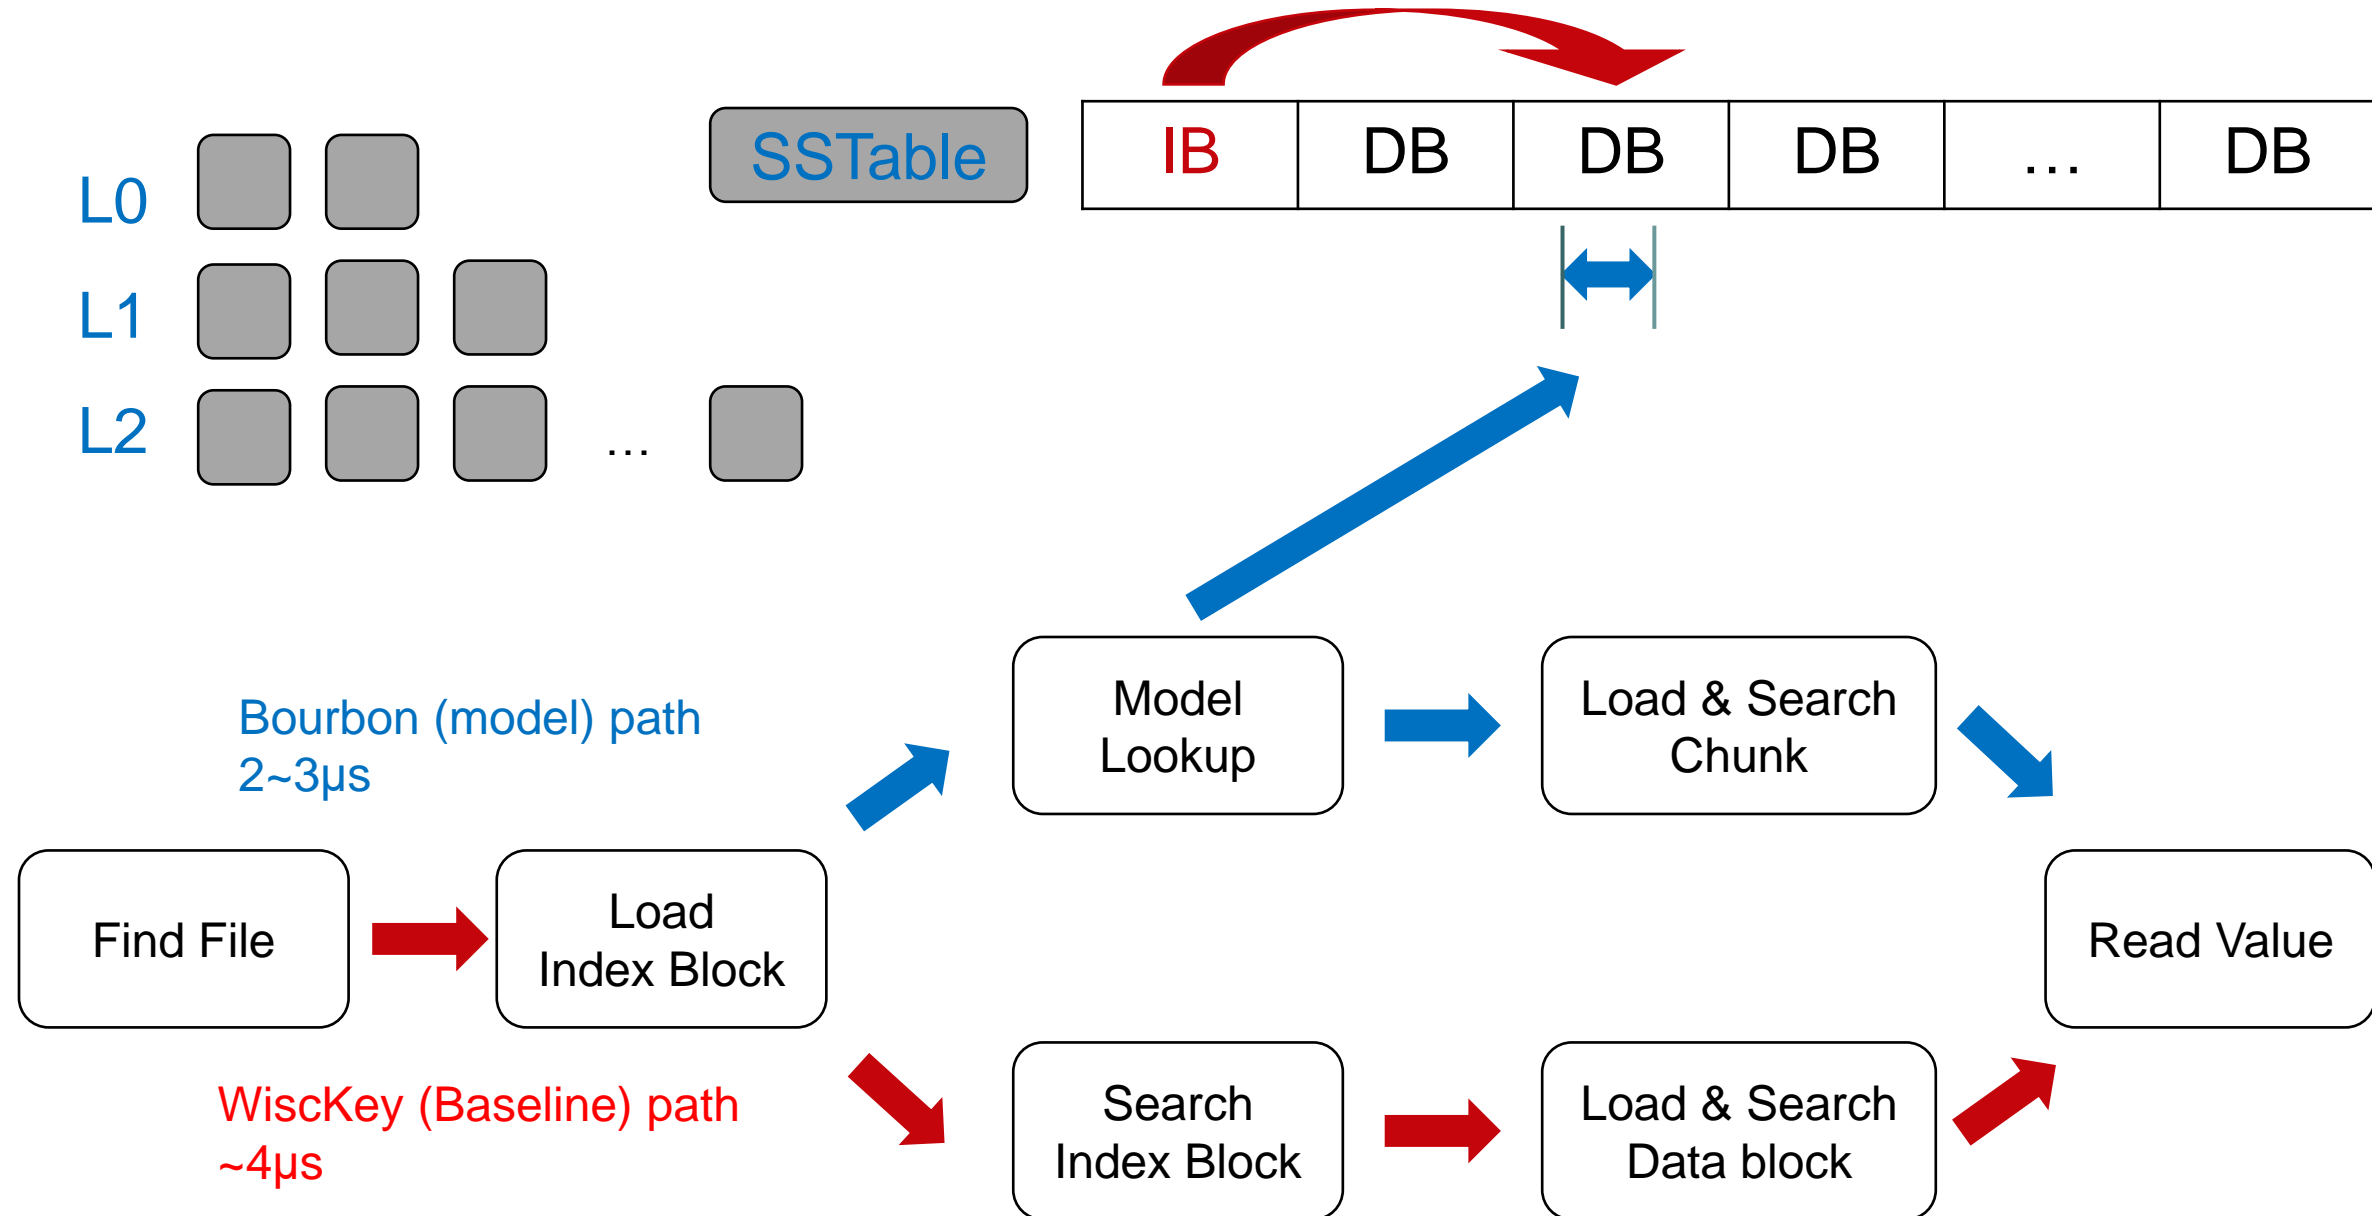 SSTable
IB DB DB DB … DB
L0
L1
L2
…
Bourbon (model) path
2~3µs
Model
Lookup
Load & Search
Chunk
Find File
Load
Index Block
Read Value
WiscKey (Baseline) path
~4µs
Search
Index Block
Load & Search
Data block